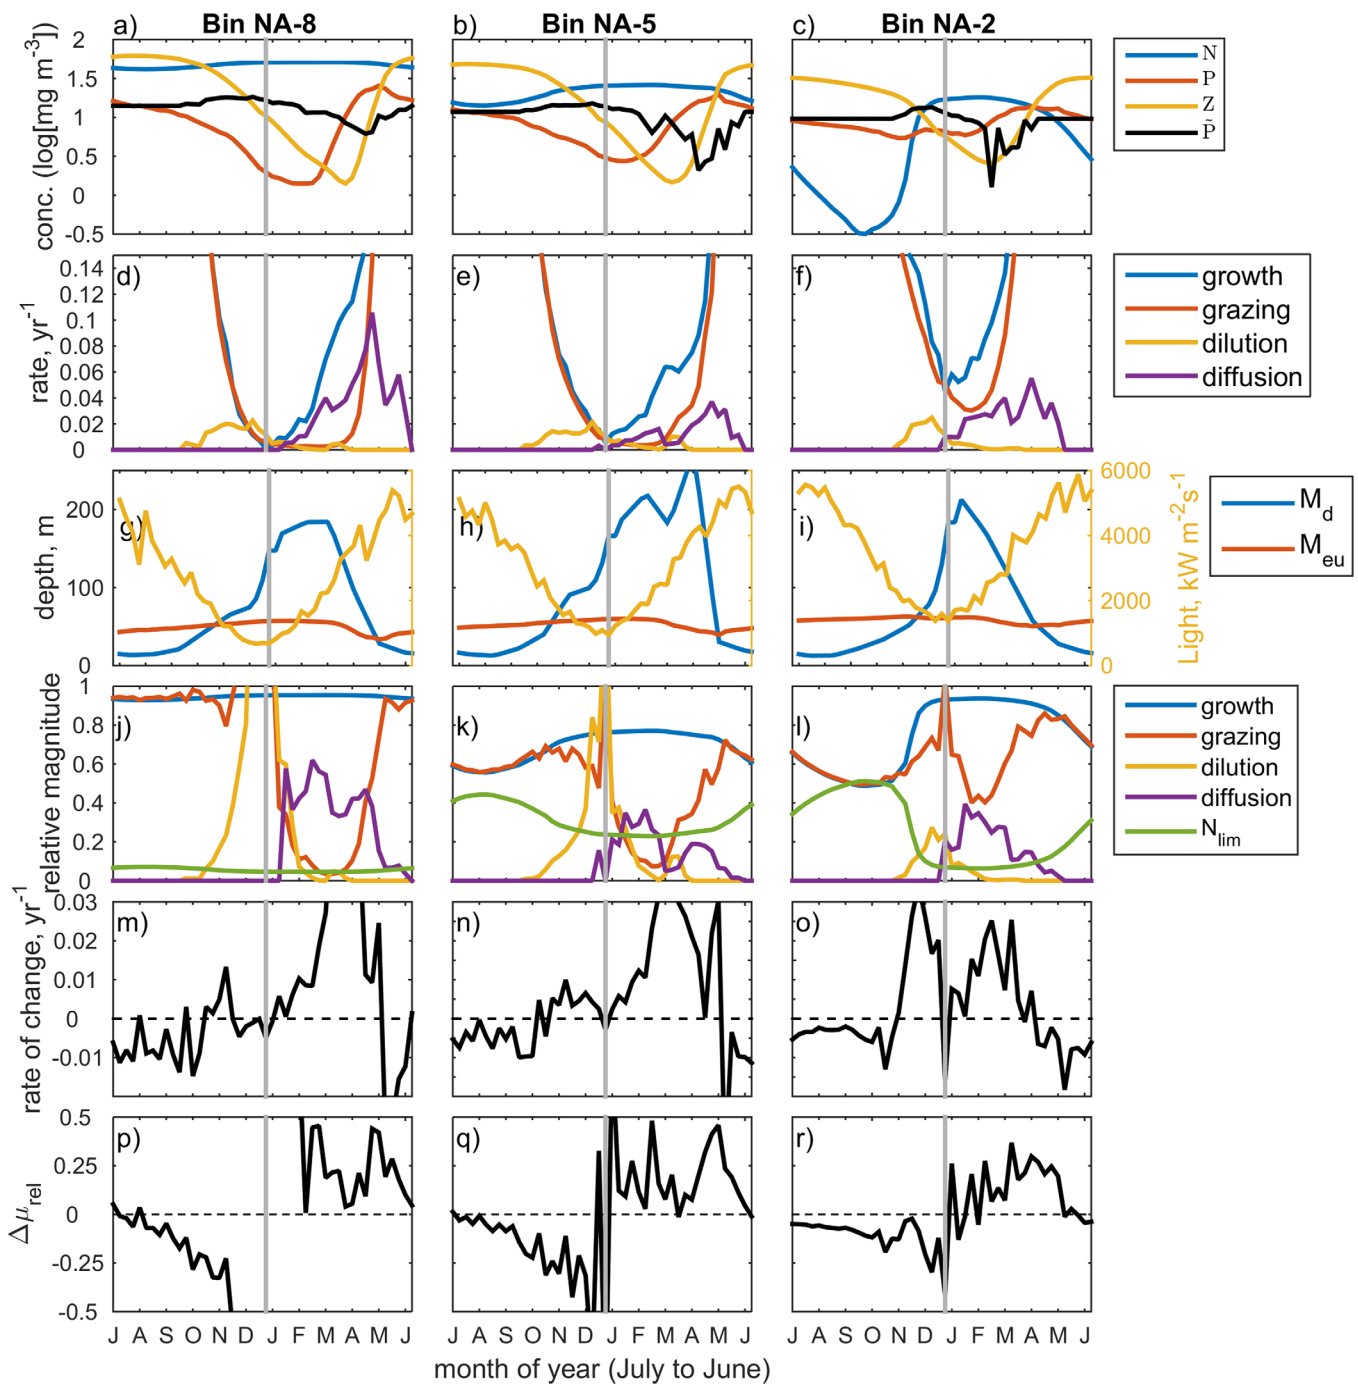 Bin NA-8
Bin NA-5
Bin NA-2
a)
b)
c)
conc. (log[mg m-3])
2
1.5
1
0.5
0
-0.5
N
P
Z
P̃
d)
e)
f)
rate, yr-1
0.14
0.12
0.1
0.08
0.06
0.04
0.02
0
growth
grazing
dilution
diffusion
g)
h)
i)
depth, m
200
100
0
6000
4000
2000
0
Light, kW m-2s-1
Md
Meu
j)
k)
l)
relative magnitude
1
0.8
0.6
0.4
0.2
0
growth
grazing
dilution
diffusion
Nlim
m)
n)
o)
rate of change, yr-1
0.03
0.02
0.01
0
-0.01
p)
q)
r)
Δμrel
0.5
0.25
0
-0.25
-0.5
J A S O N D J F M A M J
J A S O N D J F M A M J
J A S O N D J F M A M J
month of year (July to June)